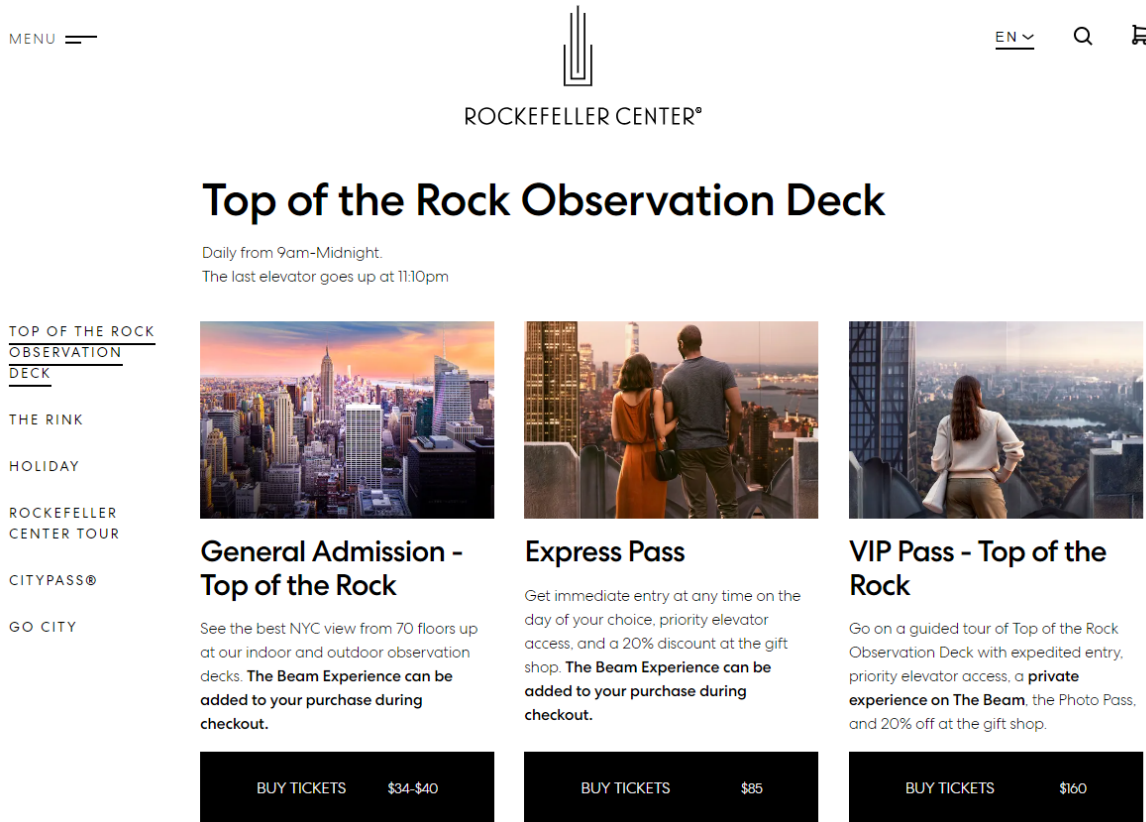 MENU
EN
ROCKEFELLER CENTER®
Top of the Rock Observation Deck
Daily from 9am-Midnight.
The last elevator goes up at 11:10pm
TOP OF THE ROCK
OBSERVATION
DECK
THE RINK
HOLIDAY
ROCKEFELLER
CENTER TOUR
CITYPASS®
GO CITY
General Admission -
Top of the Rock
See the best NYC view from 70 floors up
at our indoor and outdoor observation
decks. The Beam Experience can be
added to your purchase during
checkout.
BUY TICKETS $34-$40
Express Pass
Get immediate entry at any time on the
day of your choice, priority elevator
access, and a 20% discount at the gift
shop. The Beam Experience can be
added to your purchase during
checkout.
BUY TICKETS $85
VIP Pass - Top of the
Rock
Go on a guided tour of Top of the Rock
Observation Deck with expedited entry,
priority elevator access, a private
experience on The Beam, the Photo Pass,
and 20% off at the gift shop.
BUY TICKETS $160